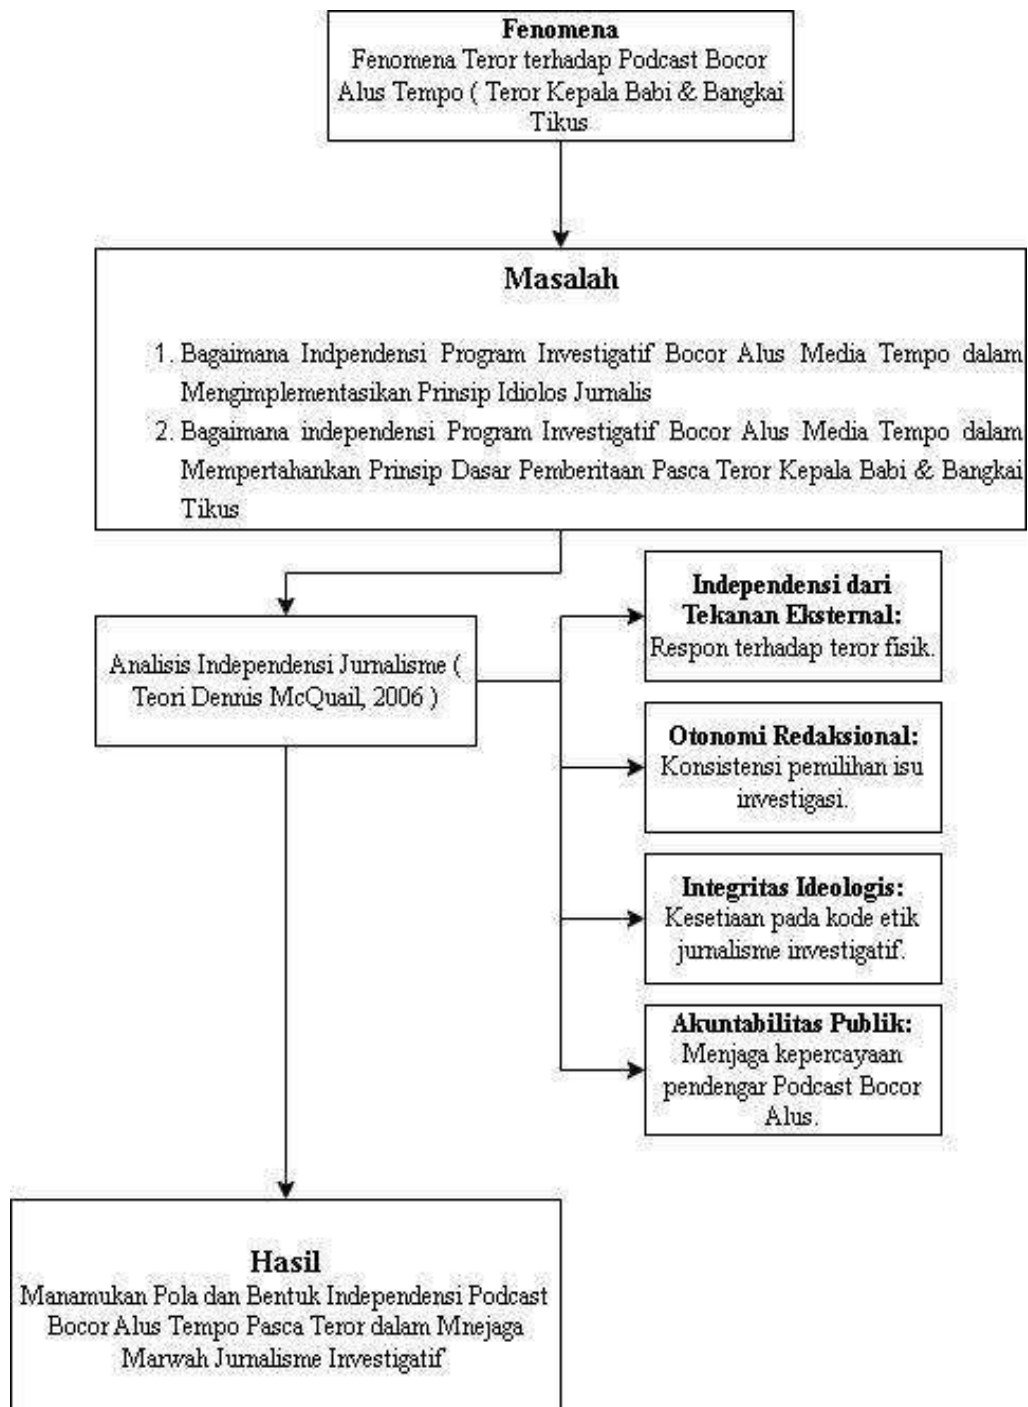 Fenomena
Fenomena Teror terhadap Podcast Bocor
Alus Tempo ( Teror Kepala Babi & Bangkai
Tikus
Masalah
1. Bagaimana Indpendensi Program Investigatif Bocor Alus Media Tempo dalam
Mengimplementasikan Prinsip Idiolos Jurnalis
2. Bagaimana independensi Program Investigatif Bocor Alus Media Tempo dalam
Mempertahankan Prinsip Dasar Pemberitaan Pasca Teror Kepala Babi & Bangkai
Tikus
Analisis Independensi Jurnalisme (
Teori Dennis McQuail, 2006 )
Independensi dari
Tekanan Eksternal:
Respon terhadap teror fisik.
Otonomi Redaksional:
Konsistensi pemilihan isu
investigasi.
Integritas Ideologis:
Kesetiaan pada kode etik
jurnalisme investigatif.
Akuntabilitas Publik:
Menjaga kepercayaan
pendengar Podcast Bocor
Alus.
Hasil
Manamukan Pola dan Bentuk Independensi Podcast
Bocor Alus Tempo Pasca Teror dalam Mnejaga
Marwah Jurnalisme Investigatif